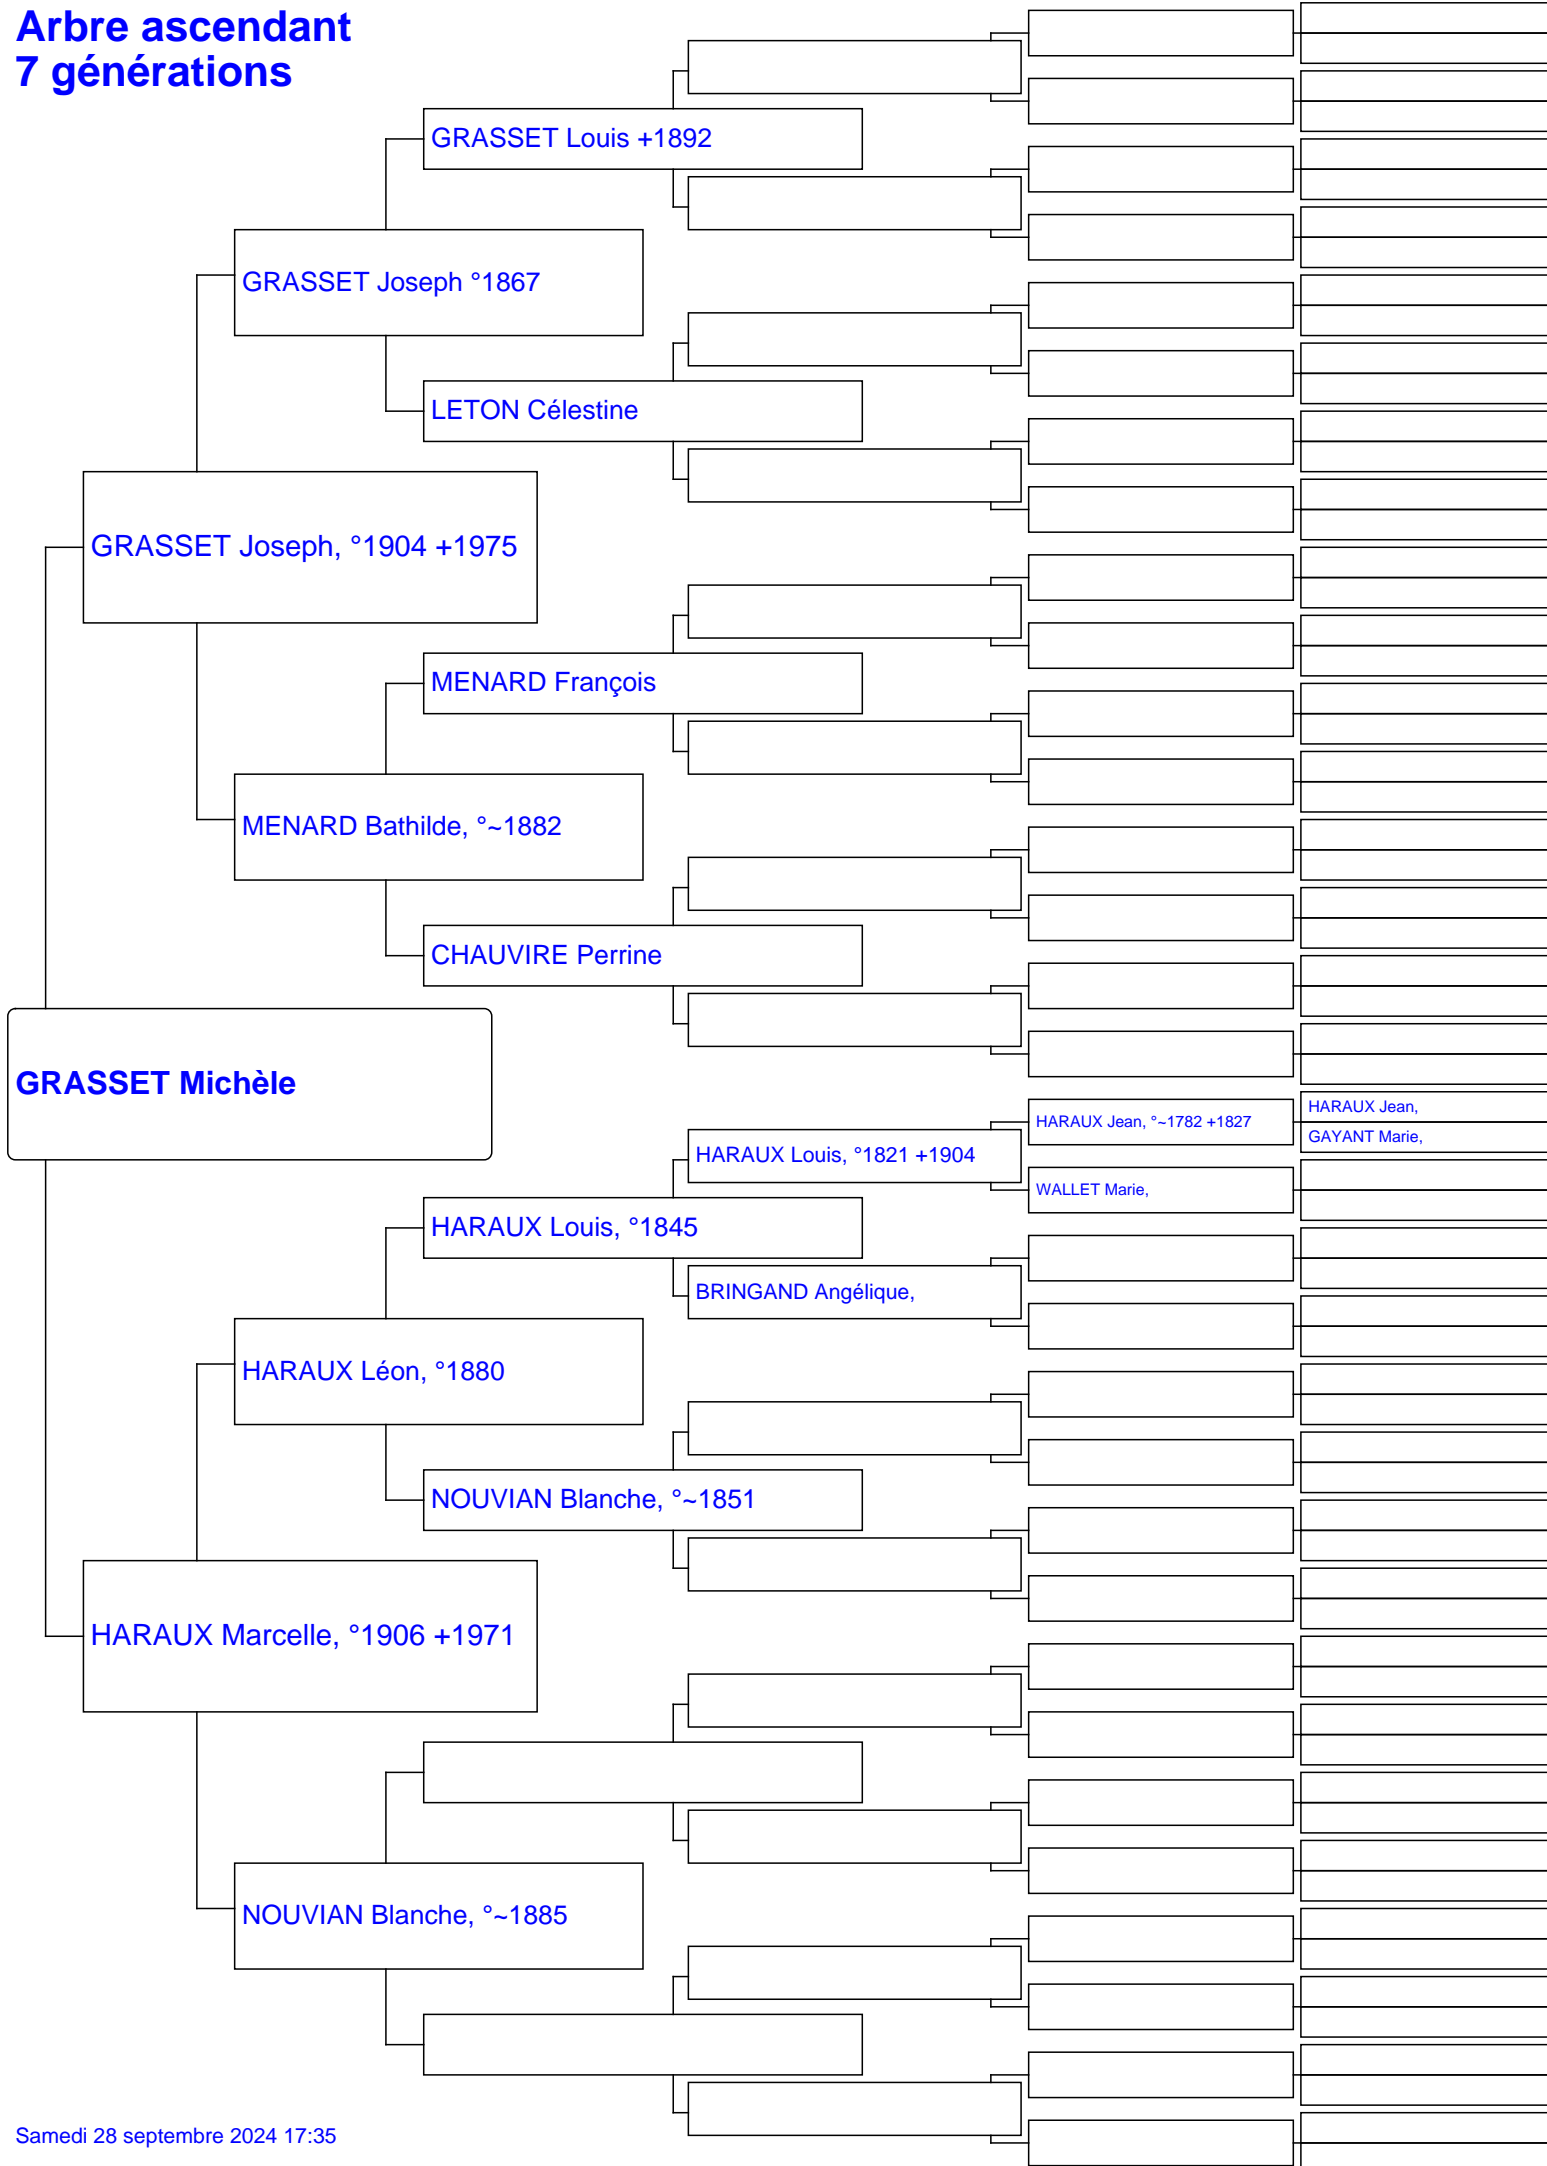 Arbre ascendant
7 générations
GRASSET Louis +1892
GRASSET Joseph °1867
LETON Célestine
GRASSET Joseph, °1904 +1975
MENARD François
MENARD Bathilde, °~1882
CHAUVIRE Perrine
GRASSET Michèle
HARAUX Jean, °~1782 +1827
HARAUX Jean,
GAYANT Marie,
HARAUX Louis, °1821 +1904
WALLET Marie,
HARAUX Louis, °1845
BRINGAND Angélique,
HARAUX Léon, °1880
NOUVIAN Blanche, °~1851
HARAUX Marcelle, °1906 +1971
NOUVIAN Blanche, °~1885
Samedi 28 septembre 2024 17:35